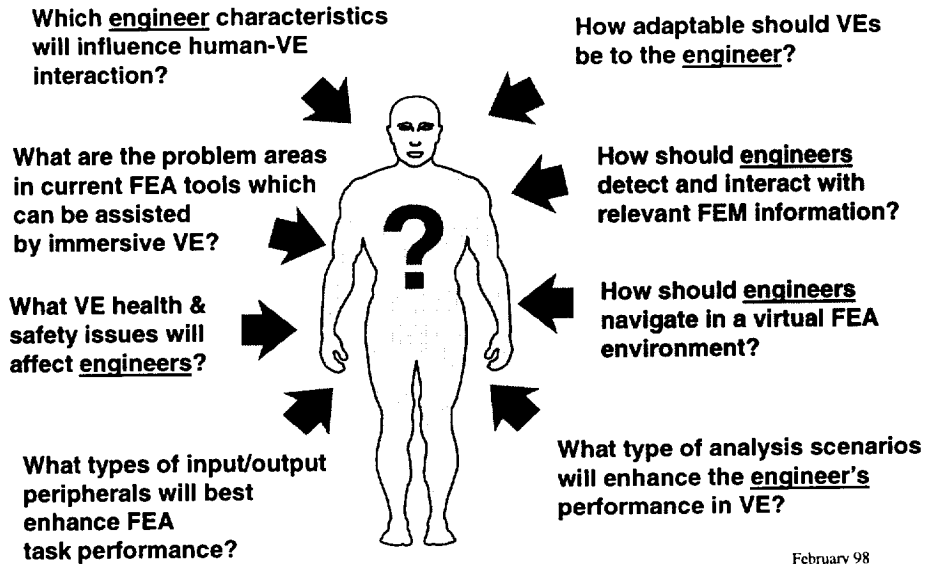 Which engineer characteristics
will influence human-VE
interaction?
How adaptable should VEs
be to the engineer?
What are the problem areas
in current FEA tools which
can be assisted
by immersive VE?
How should engineers
detect and interact with
relevant FEM information?
?
What VE health &
safety issues will
affect engineers?
How should engineers
navigate in a virtual FEA
environment?
What types of input/output
peripherals will best
enhance FEA
task performance?
What type of analysis scenarios
will enhance the engineer's
performance in VE?
February 98